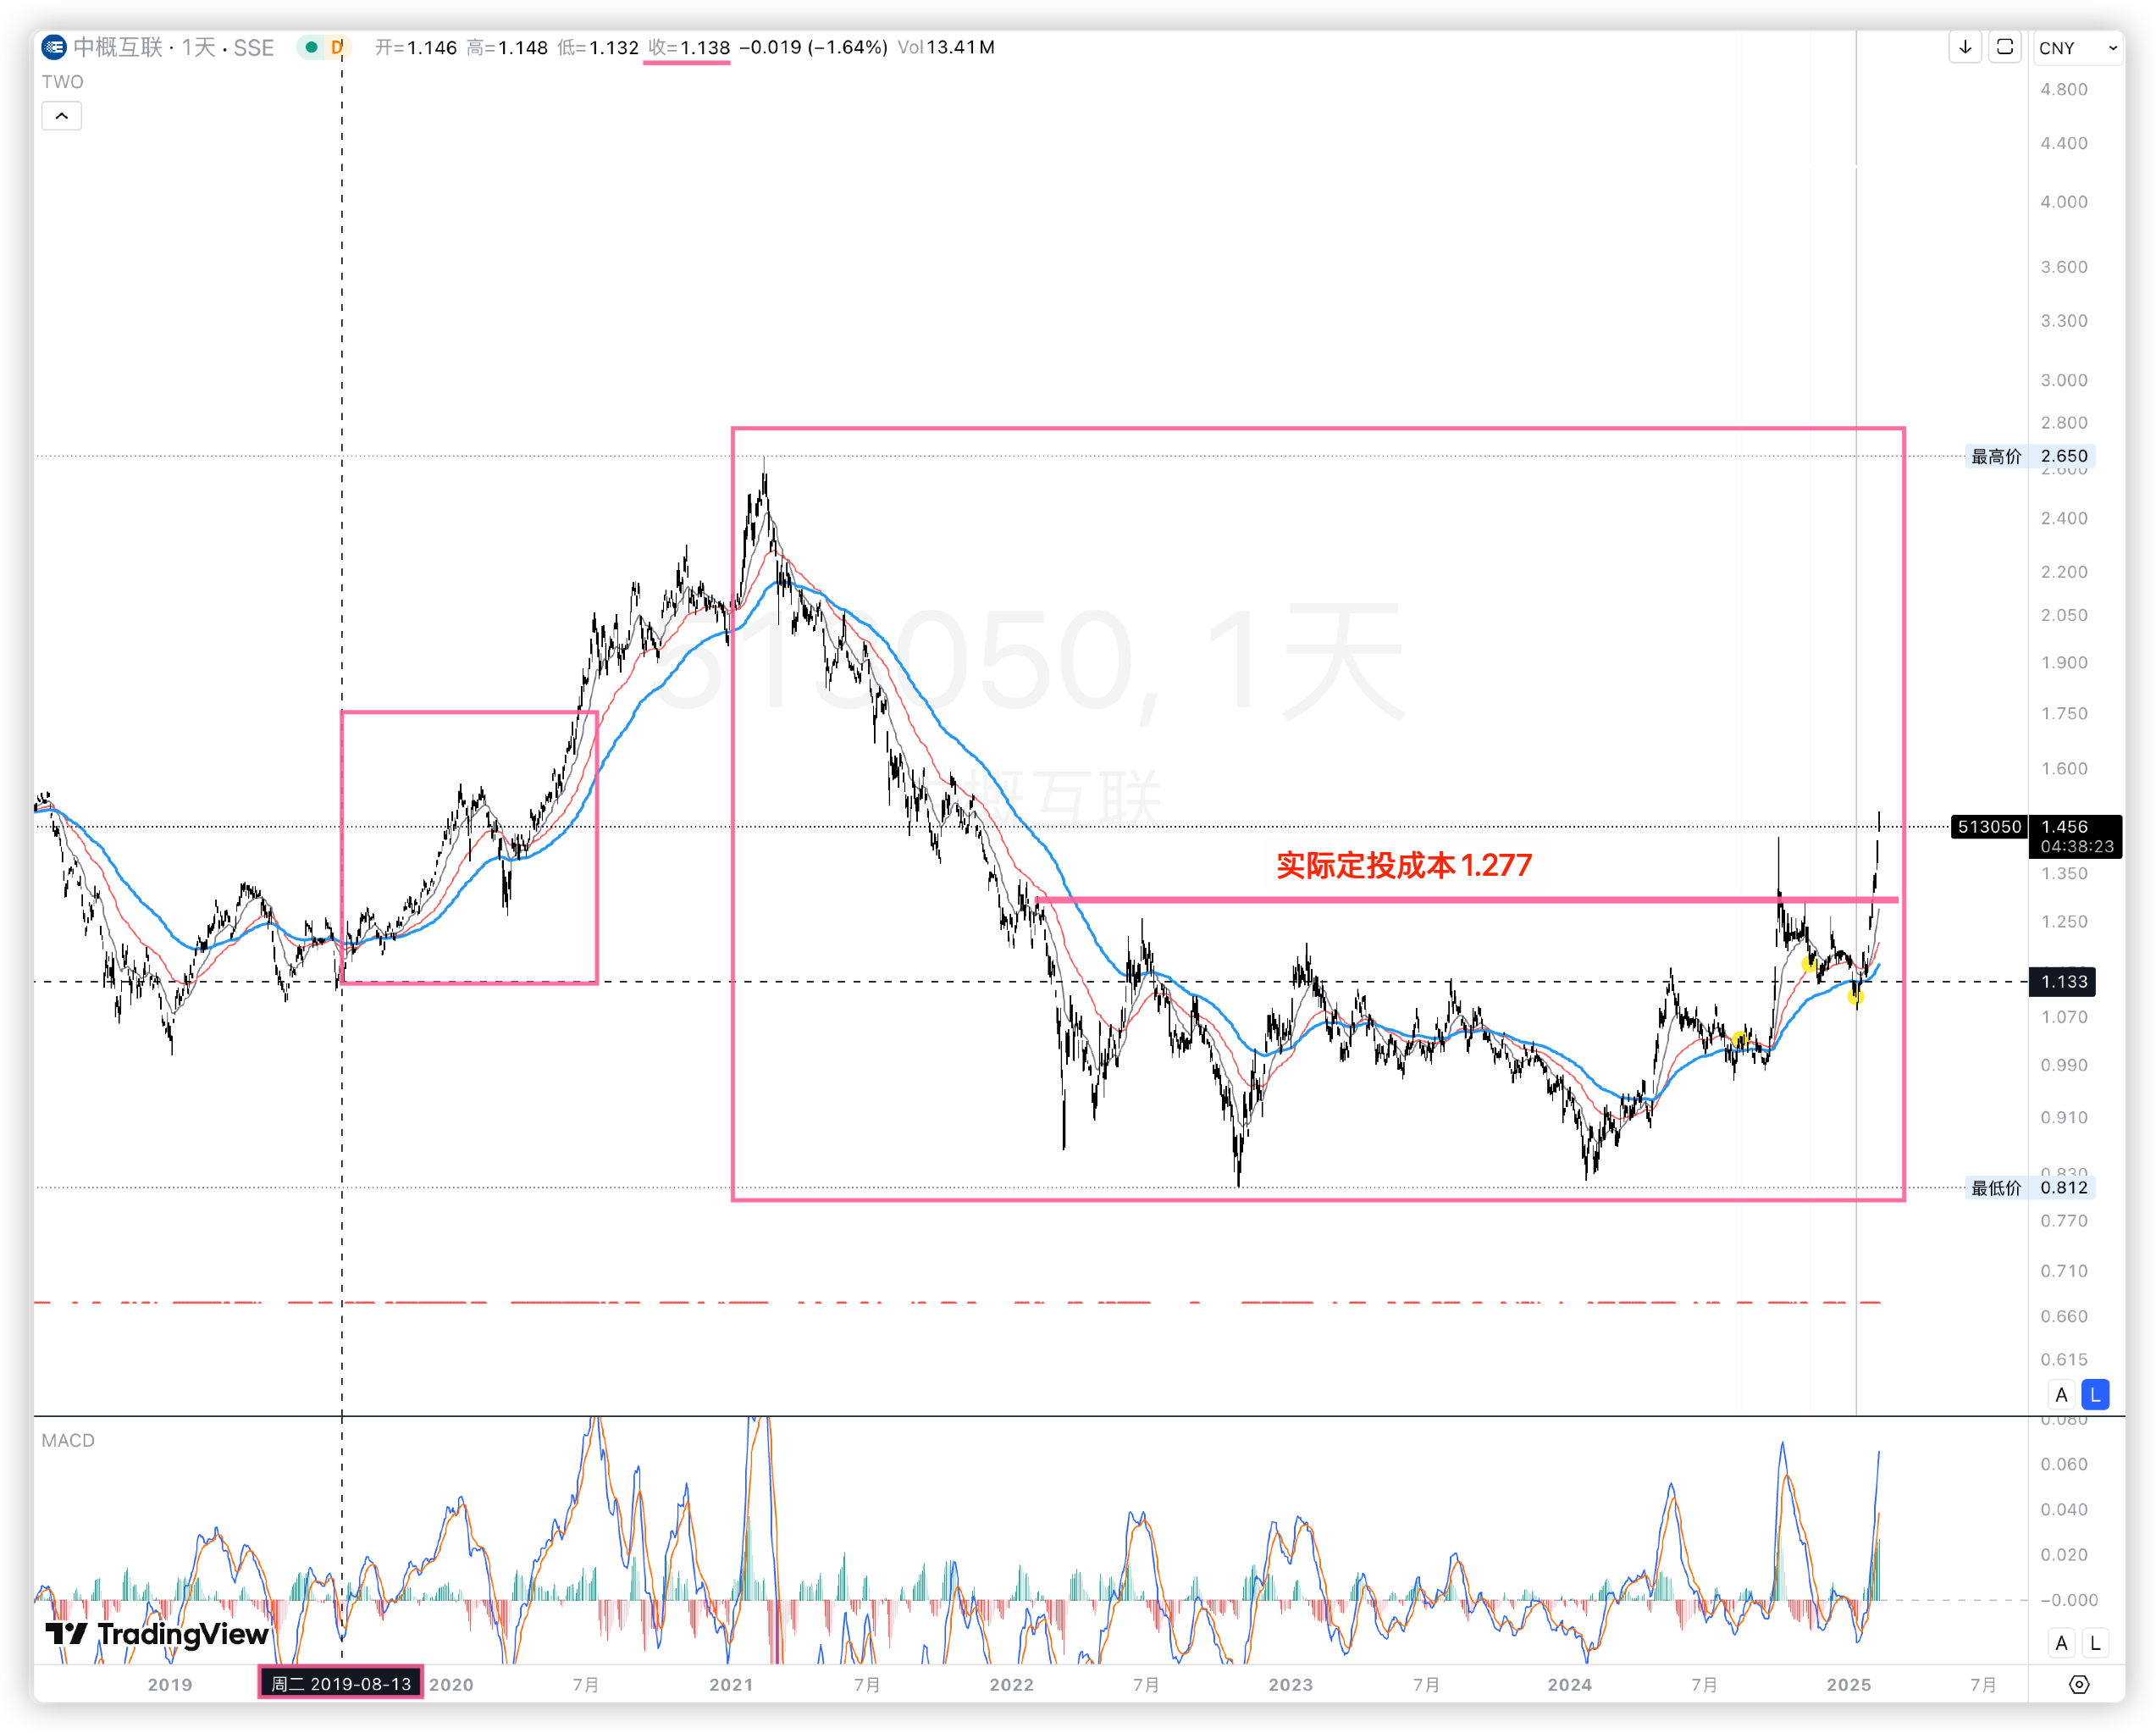 中概互联 · 1天 · SSE D 开=1.146 高=1.148 低=1.132 收=1.138 −0.019 (−1.64%) Vol 13.41 M
CNY
TWO
4.800
4.400
4.000
3.600
3.300
3.000
2.800
最高价 2.650
2.600
2.400
2.200
2.050
1.900
1.750
1.600
513050, 1天
中概互联
513050 1.456
04:38:23
实际定投成本1.277
1.350
1.250
1.133
1.070
0.990
0.910
0.830
最低价 0.812
0.770
0.710
0.660
0.615
A L
MACD
0.080
0.060
0.040
0.020
−0.000
TradingView
A L
2019 周二 2019-08-13 2020 7月 2021 7月 2022 7月 2023 7月 2024 7月 2025 7月